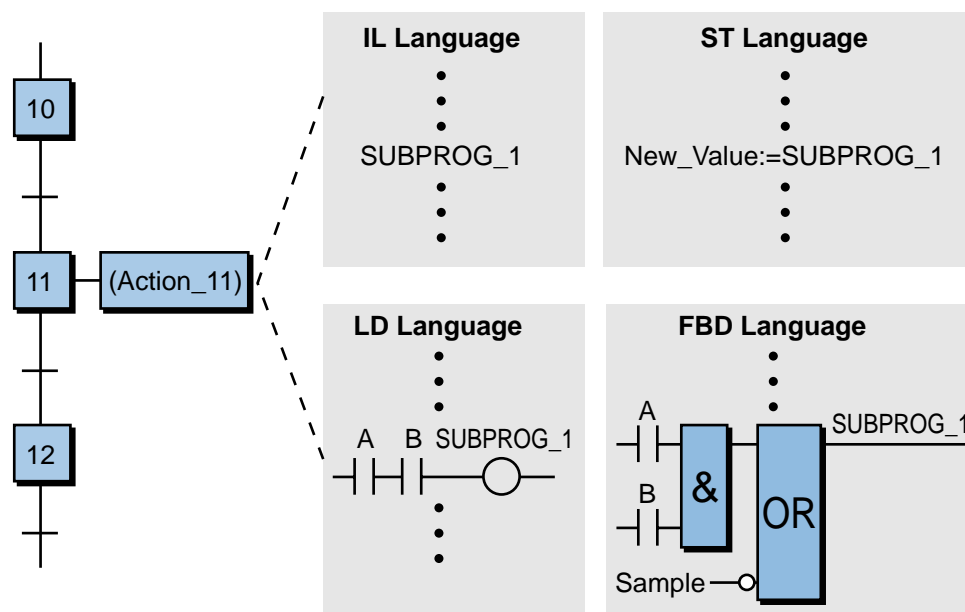 10
11
(Action_11)
12
IL Language
SUBPROG_1
ST Language
New_Value:=SUBPROG_1
LD Language
A B SUBPROG_1
FBD Language
A
SUBPROG_1
&
OR
B
Sample